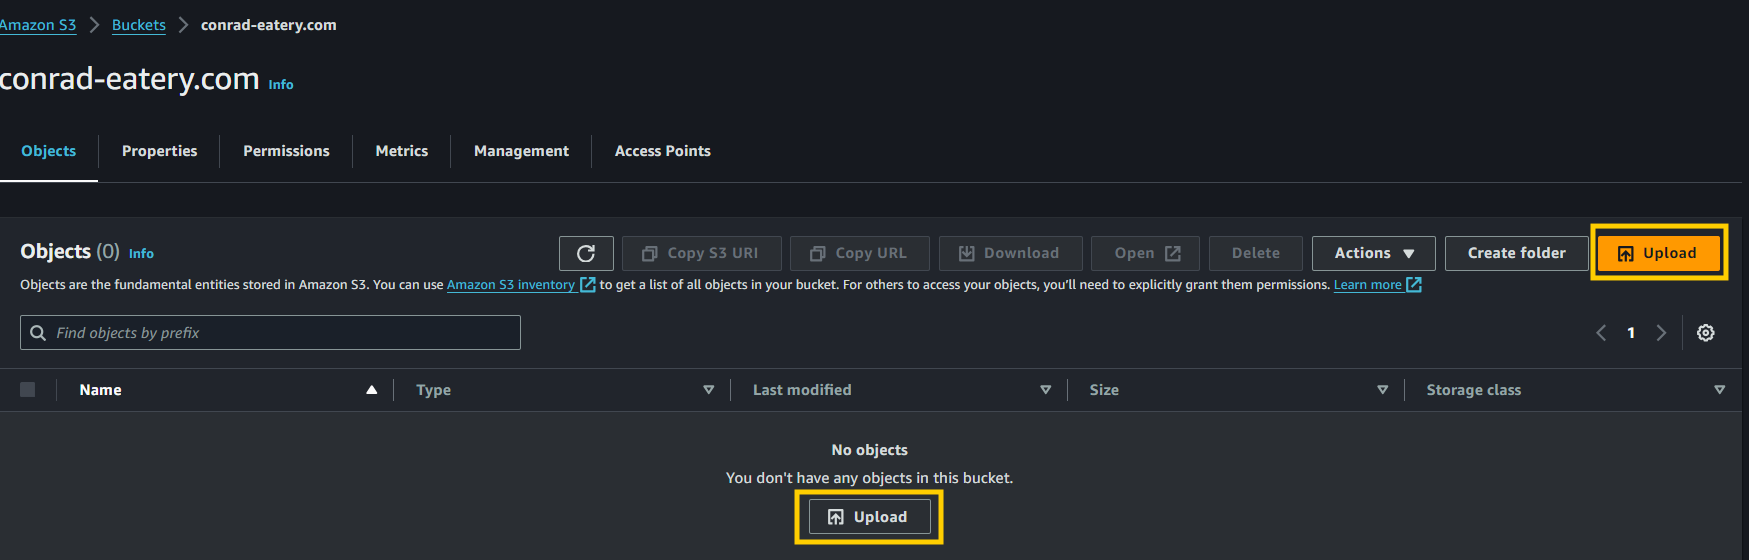 Amazon S3 > Buckets > conrad-eatery.com
conrad-eatery.com Info
Objects Properties Permissions Metrics Management Access Points
Objects (0) Info Copy S3 URI Copy URL Download Open Delete Actions Create folder Upload
Objects are the fundamental entities stored in Amazon S3. You can use Amazon S3 inventory to get a list of all objects in your bucket. For others to access your objects, you'll need to explicitly grant them permissions. Learn more
Find objects by prefix 1
Name Type Last modified Size Storage class
No objects
You don't have any objects in this bucket.
Upload